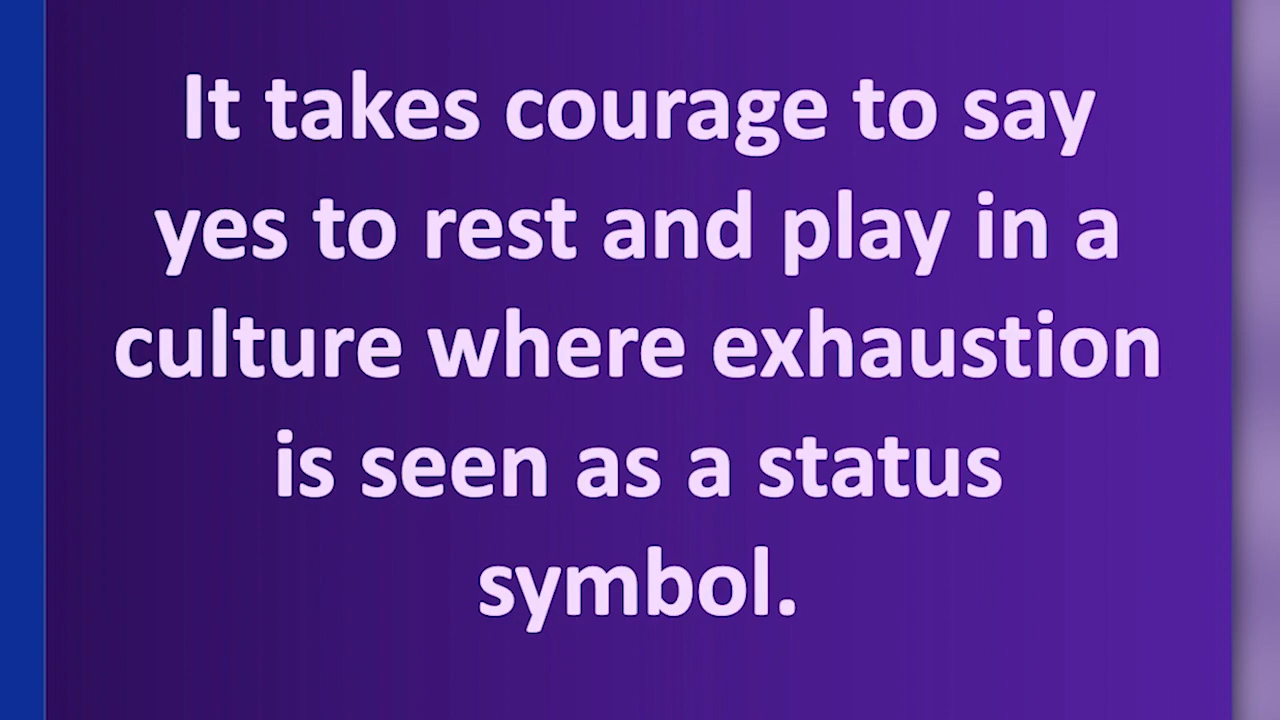 It takes courage to say
yes to rest and play in a
culture where exhaustion
is seen as a status
symbol.